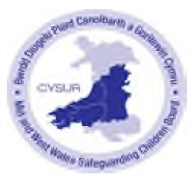 Bwrdd Diogelu Plant Canolbarth a Gorllewin Cymru
CYSUR
Mid and West Wales Safeguarding Children Board